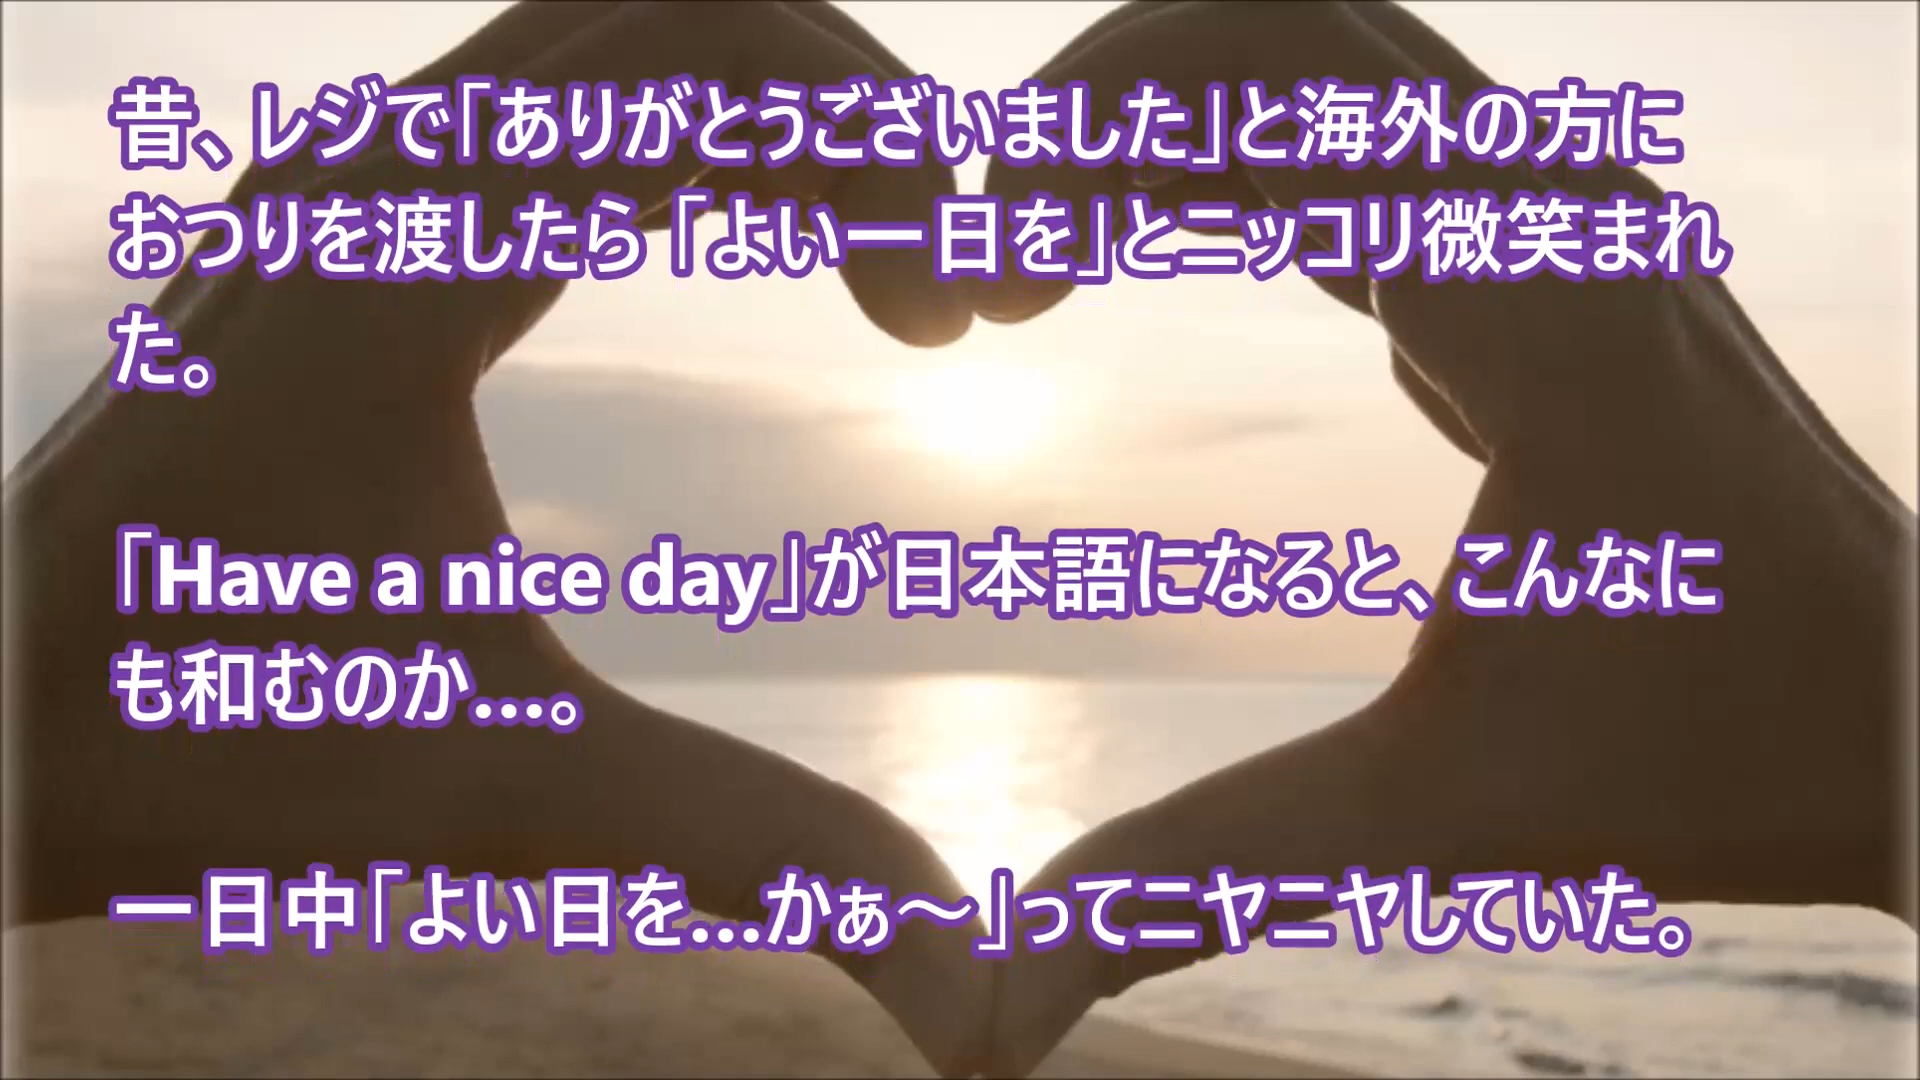 昔、レジで「ありがとうございました」と海外の方に
おつりを渡したら「よい一日を」とニッコリ微笑まれ
た。
「Have a nice day」が日本語になると、こんなに
も和むのか…。
一日中「よい日を…かぁ～」ってニヤニヤしていた。